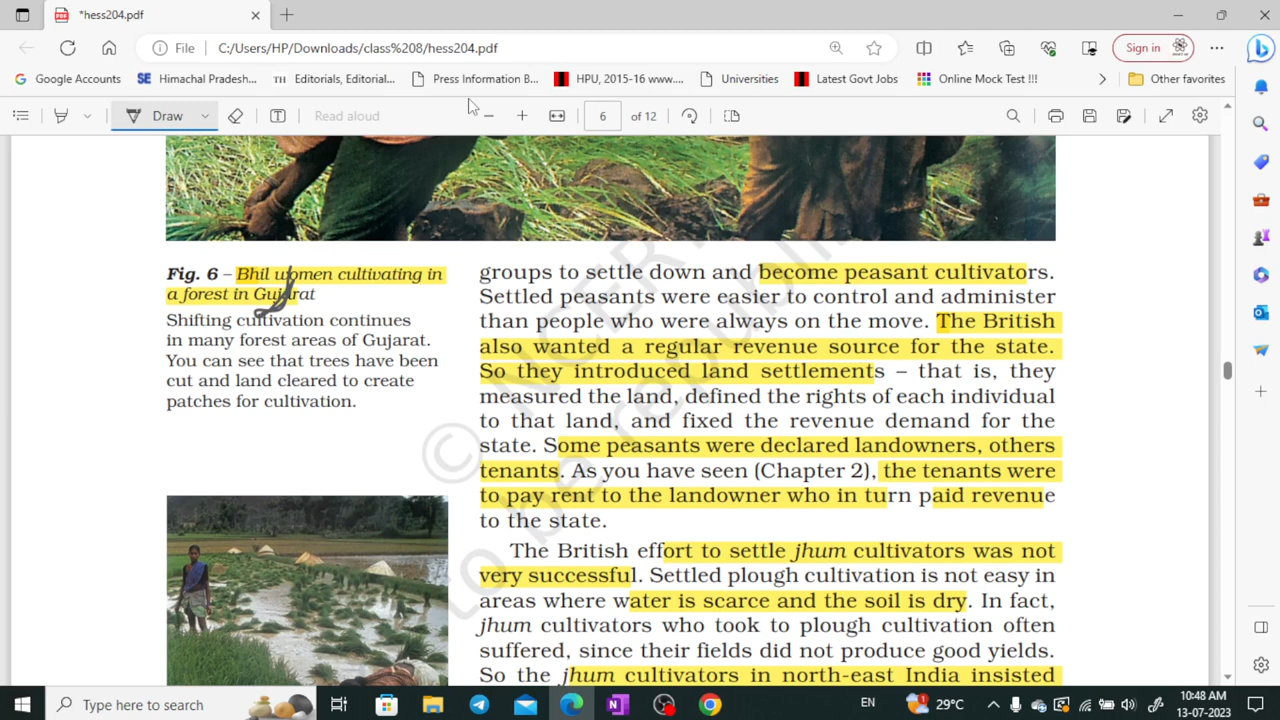 *hess204.pdf
File C:/Users/HP/Downloads/class%208/hess204.pdf
Sign in
Google Accounts
Himachal Pradesh...
TH Editorials, Editorial...
Press Information B...
HPU, 2015-16 www....
Universities
Latest Govt Jobs
Online Mock Test !!!
Other favorites
Draw
Read aloud
6 of 12
Fig. 6 – Bhil women cultivating in
a forest in Gujarat
Shifting cultivation continues
in many forest areas of Gujarat.
You can see that trees have been
cut and land cleared to create
patches for cultivation.
groups to settle down and become peasant cultivators.
Settled peasants were easier to control and administer
than people who were always on the move. The British
also wanted a regular revenue source for the state.
So they introduced land settlements – that is, they
measured the land, defined the rights of each individual
to that land, and fixed the revenue demand for the
state. Some peasants were declared landowners, others
tenants. As you have seen (Chapter 2), the tenants were
to pay rent to the landowner who in turn paid revenue
to the state.
The British effort to settle jhum cultivators was not
very successful. Settled plough cultivation is not easy in
areas where water is scarce and the soil is dry. In fact,
jhum cultivators who took to plough cultivation often
suffered, since their fields did not produce good yields.
So the jhum cultivators in north-east India insisted
© NCER
to be republi
Type here to search
EN
29°C
10:48 AM
13-07-2023